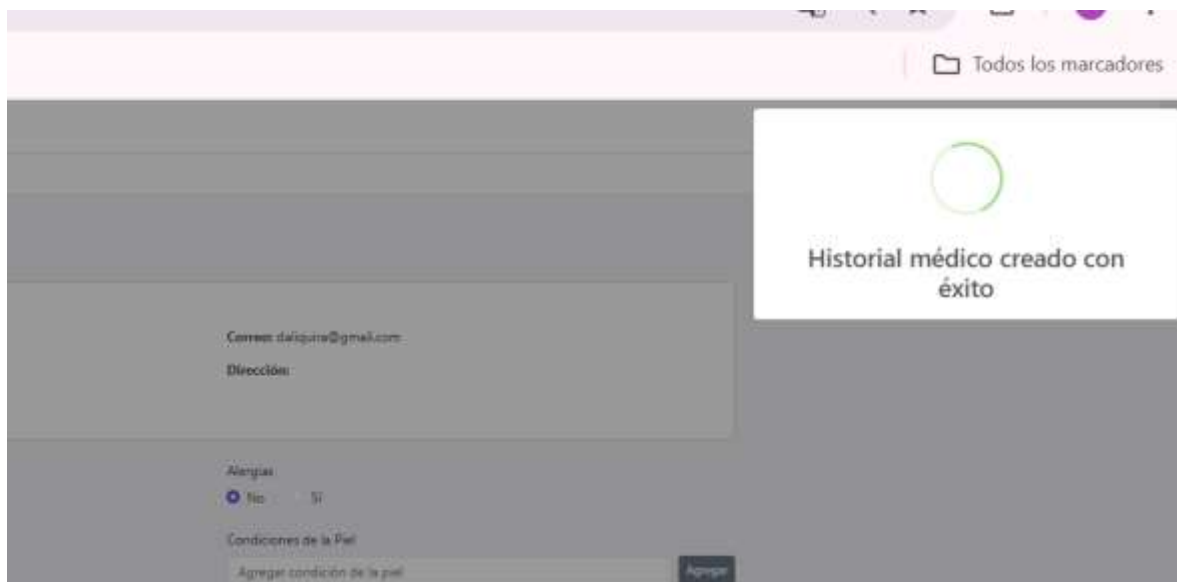 Todos los marcadores
Historial médico creado con
éxito
Correo: daliquira@gmail.com
Dirección:
Alergias
No Sí
Condiciones de la Piel
Agregar condición de la piel
Agregar